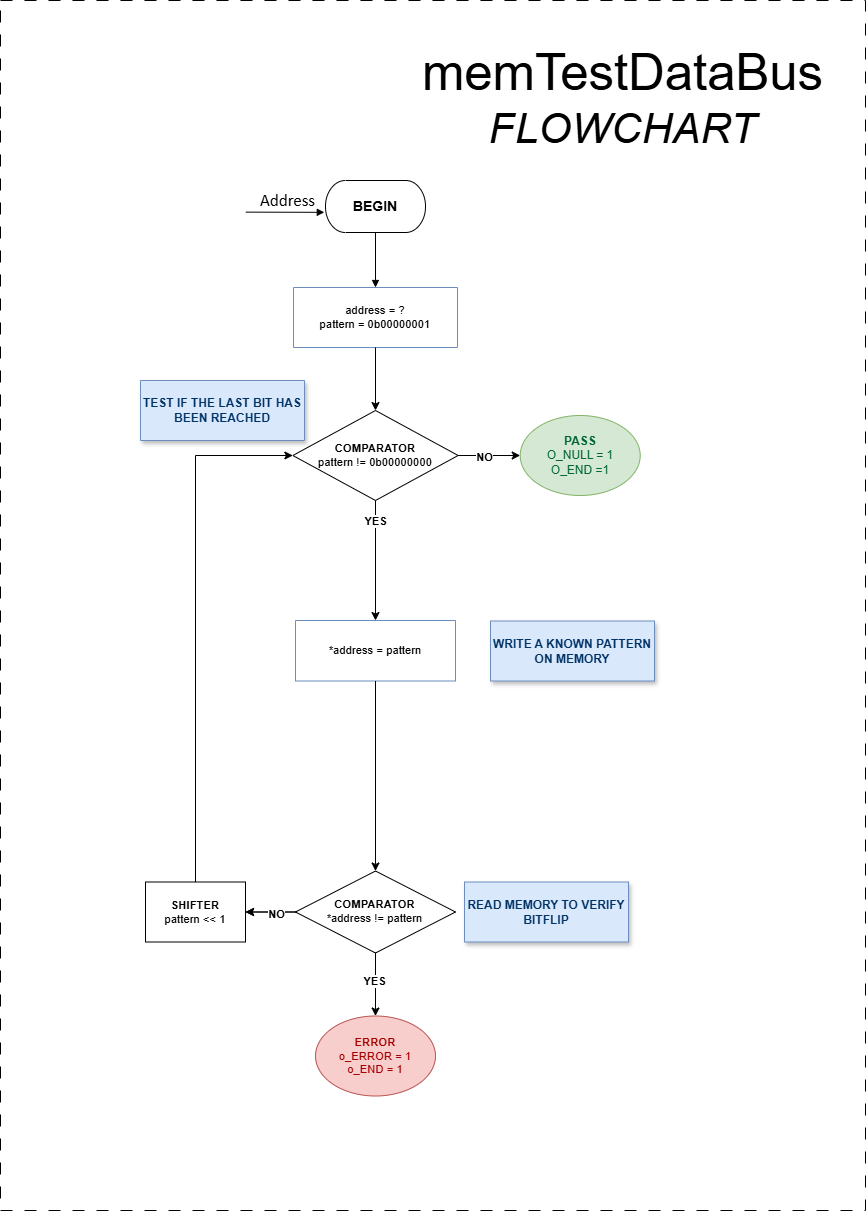 memTestDataBus
FLOWCHART
Address
BEGIN
address = ?
pattern = 0b00000001
TEST IF THE LAST BIT HAS
BEEN REACHED
COMPARATOR
pattern != 0b00000000
NO
PASS
O_NULL = 1
O_END =1
YES
*address = pattern
WRITE A KNOWN PATTERN
ON MEMORY
SHIFTER
pattern << 1
NO
COMPARATOR
*address != pattern
READ MEMORY TO VERIFY
BITFLIP
YES
ERROR
o_ERROR = 1
o_END = 1